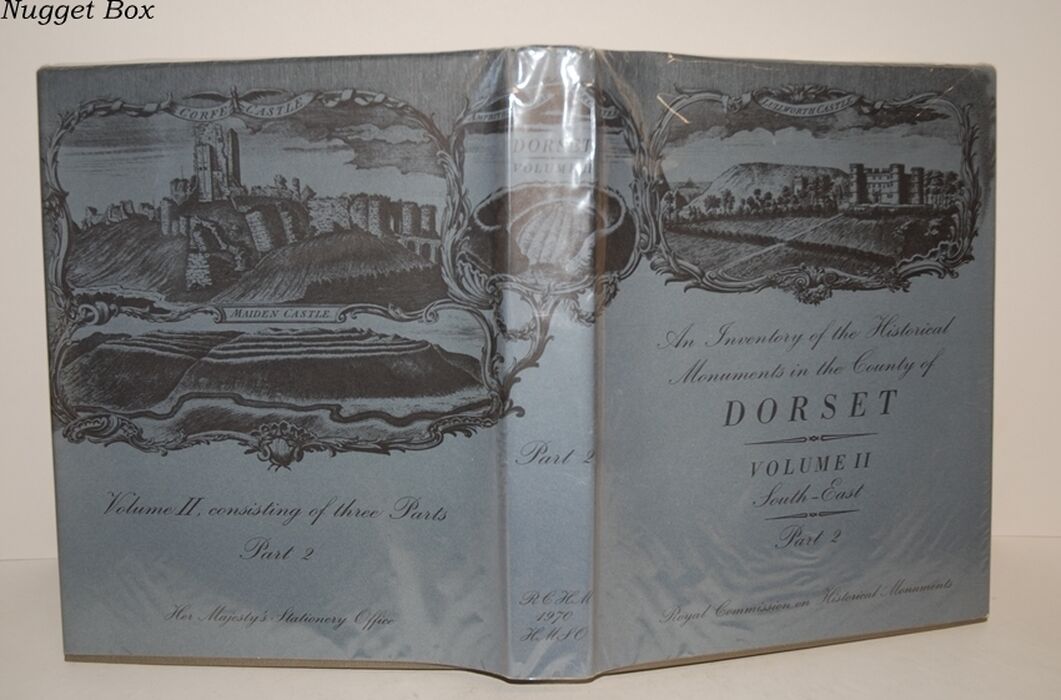 Nugget Box
CORFE CASTLE
MAIDEN CASTLE
Volume II, consisting of three Parts
Part 2
Her Majesty's Stationery Office
DORSET
VOLUME II
Part 2
R C H M
1970
H M S O
LULWORTH CASTLE
An Inventory of the Historical
Monuments in the County of
DORSET
VOLUME II
South-East
Part 2
Royal Commission on Historical Monuments